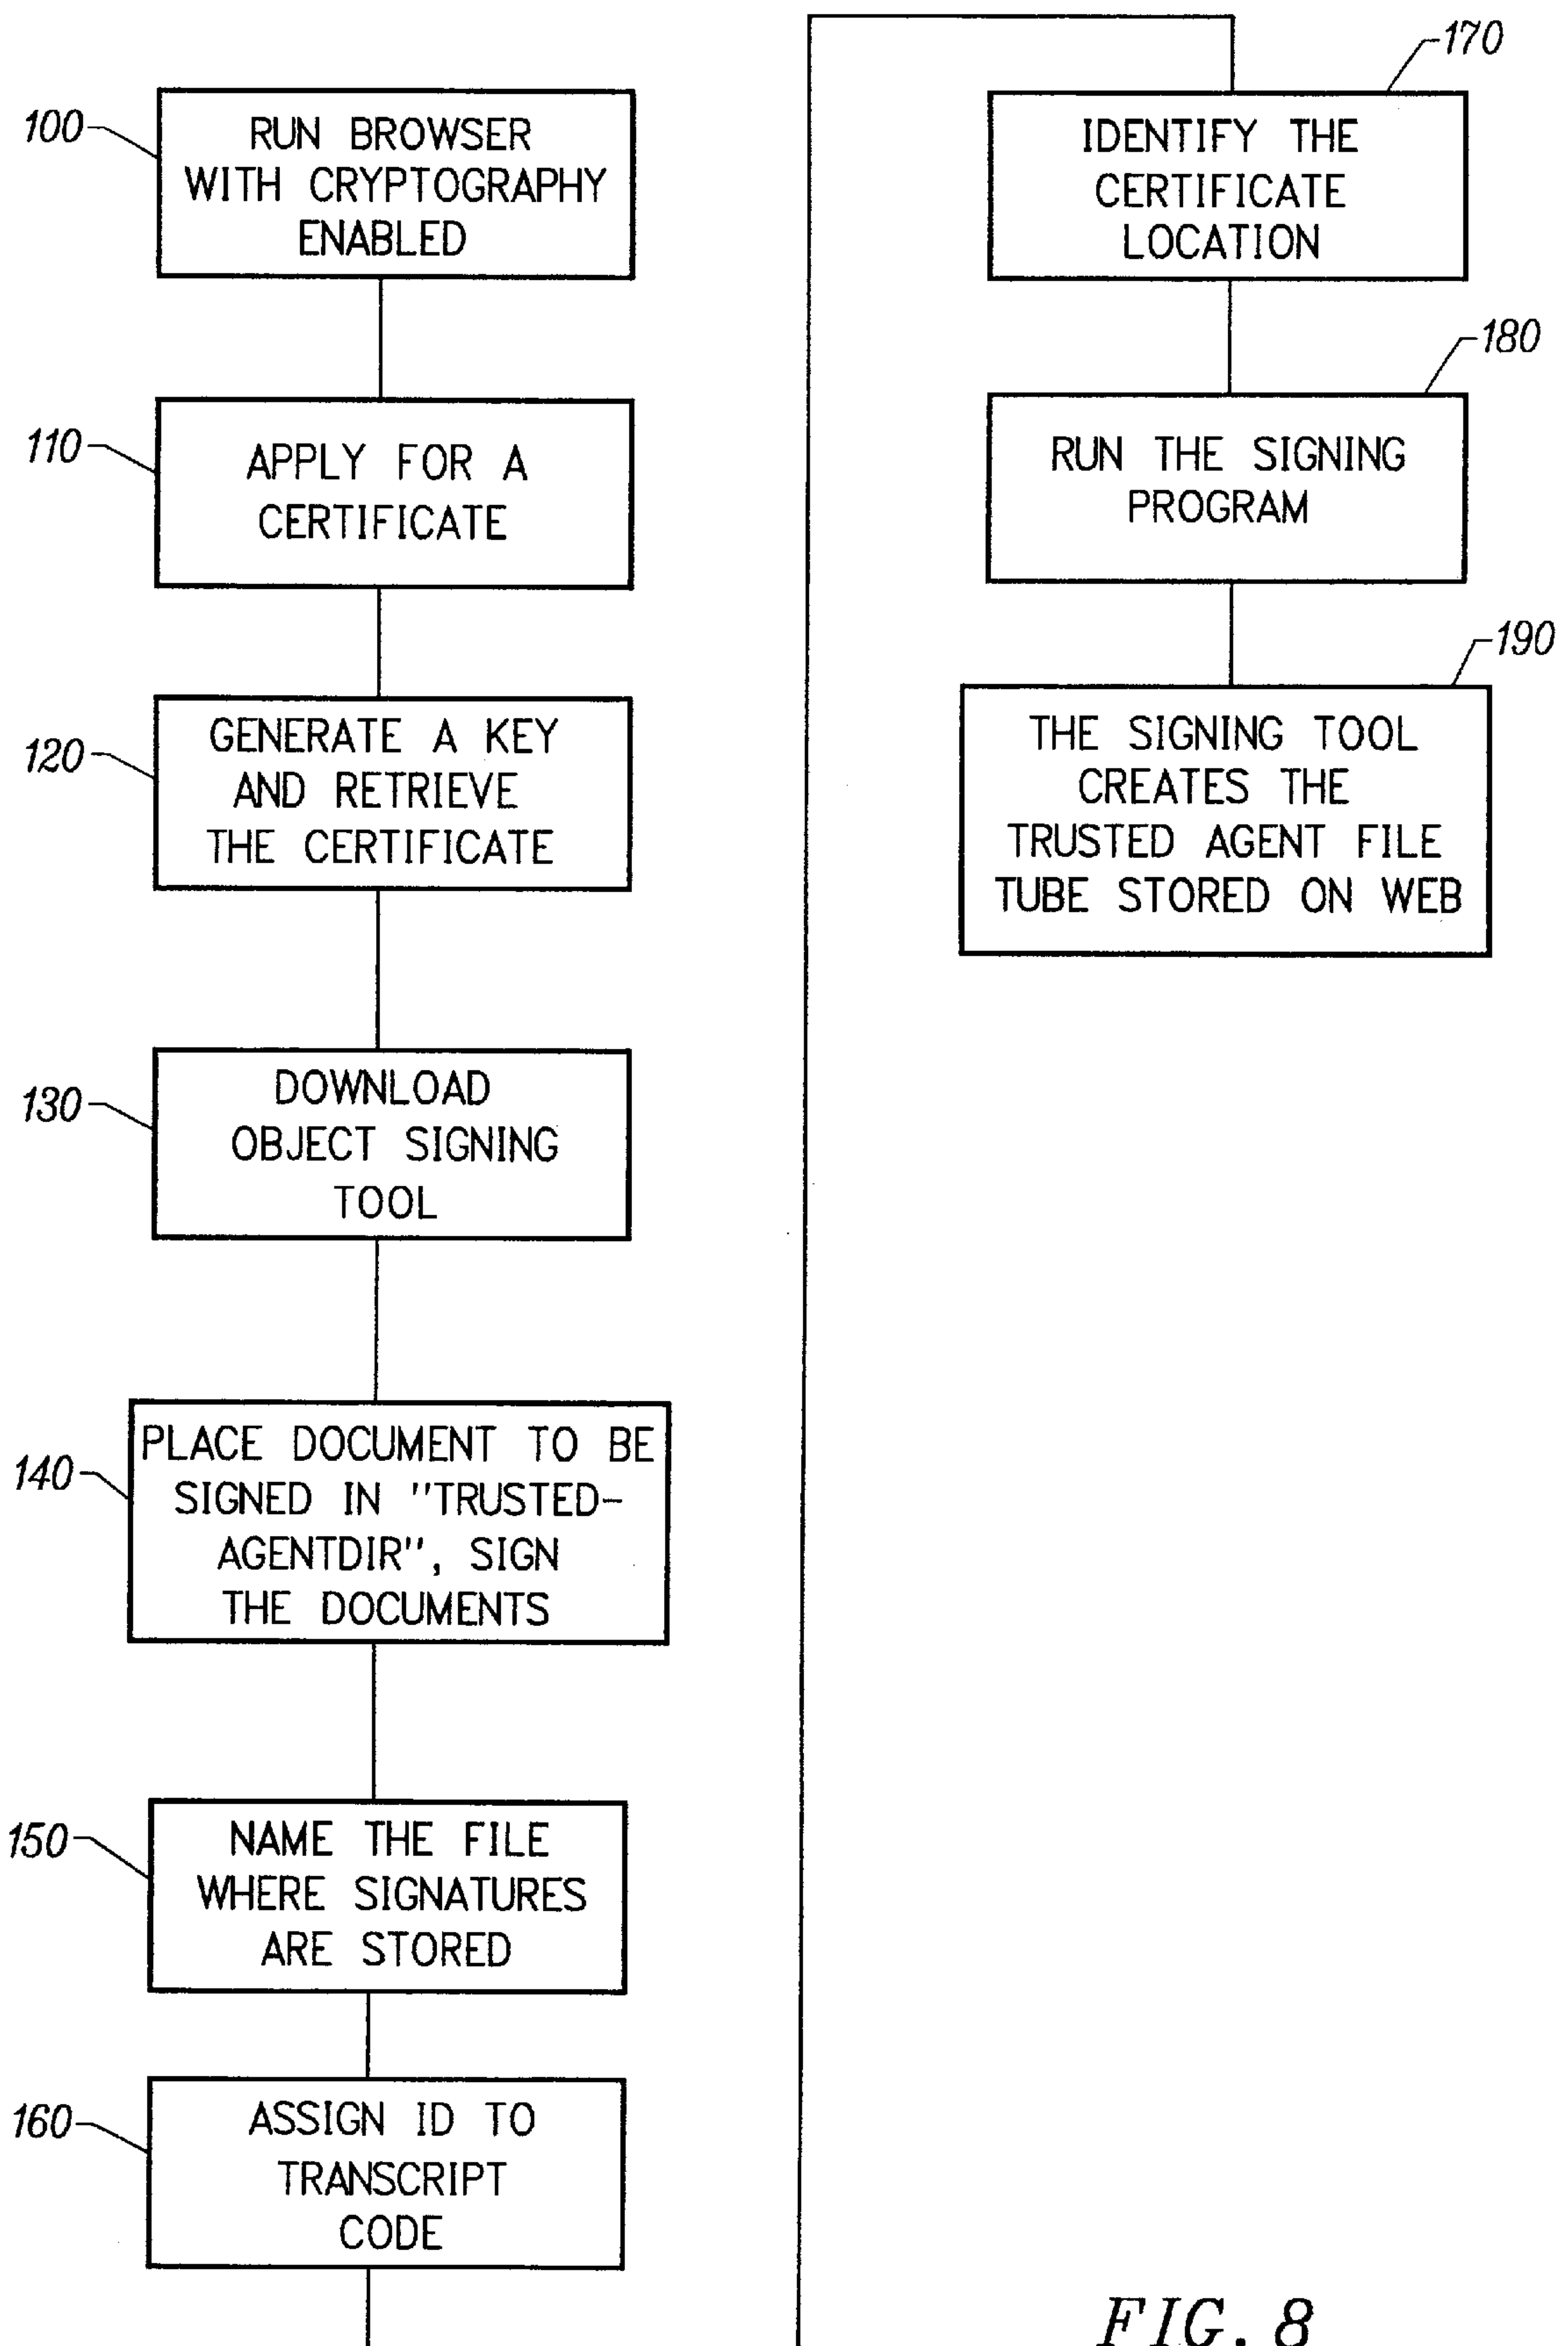 100
RUN BROWSER
WITH CRYPTOGRAPHY
ENABLED
110
APPLY FOR A
CERTIFICATE
120
GENERATE A KEY
AND RETRIEVE
THE CERTIFICATE
130
DOWNLOAD
OBJECT SIGNING
TOOL
140
PLACE DOCUMENT TO BE
SIGNED IN "TRUSTED-
AGENTDIR", SIGN
THE DOCUMENTS
150
NAME THE FILE
WHERE SIGNATURES
ARE STORED
160
ASSIGN ID TO
TRANSCRIPT
CODE
170
IDENTIFY THE
CERTIFICATE
LOCATION
180
RUN THE SIGNING
PROGRAM
190
THE SIGNING TOOL
CREATES THE
TRUSTED AGENT FILE
TUBE STORED ON WEB
FIG. 8